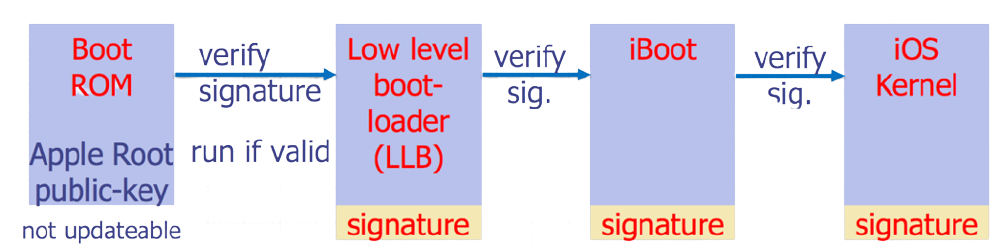 Boot
ROM
Apple Root
public-key
not updateable
verify
signature
run if valid
Low level
boot-
loader
(LLB)
signature
verify
sig.
iBoot
signature
verify
sig.
iOS
Kernel
signature